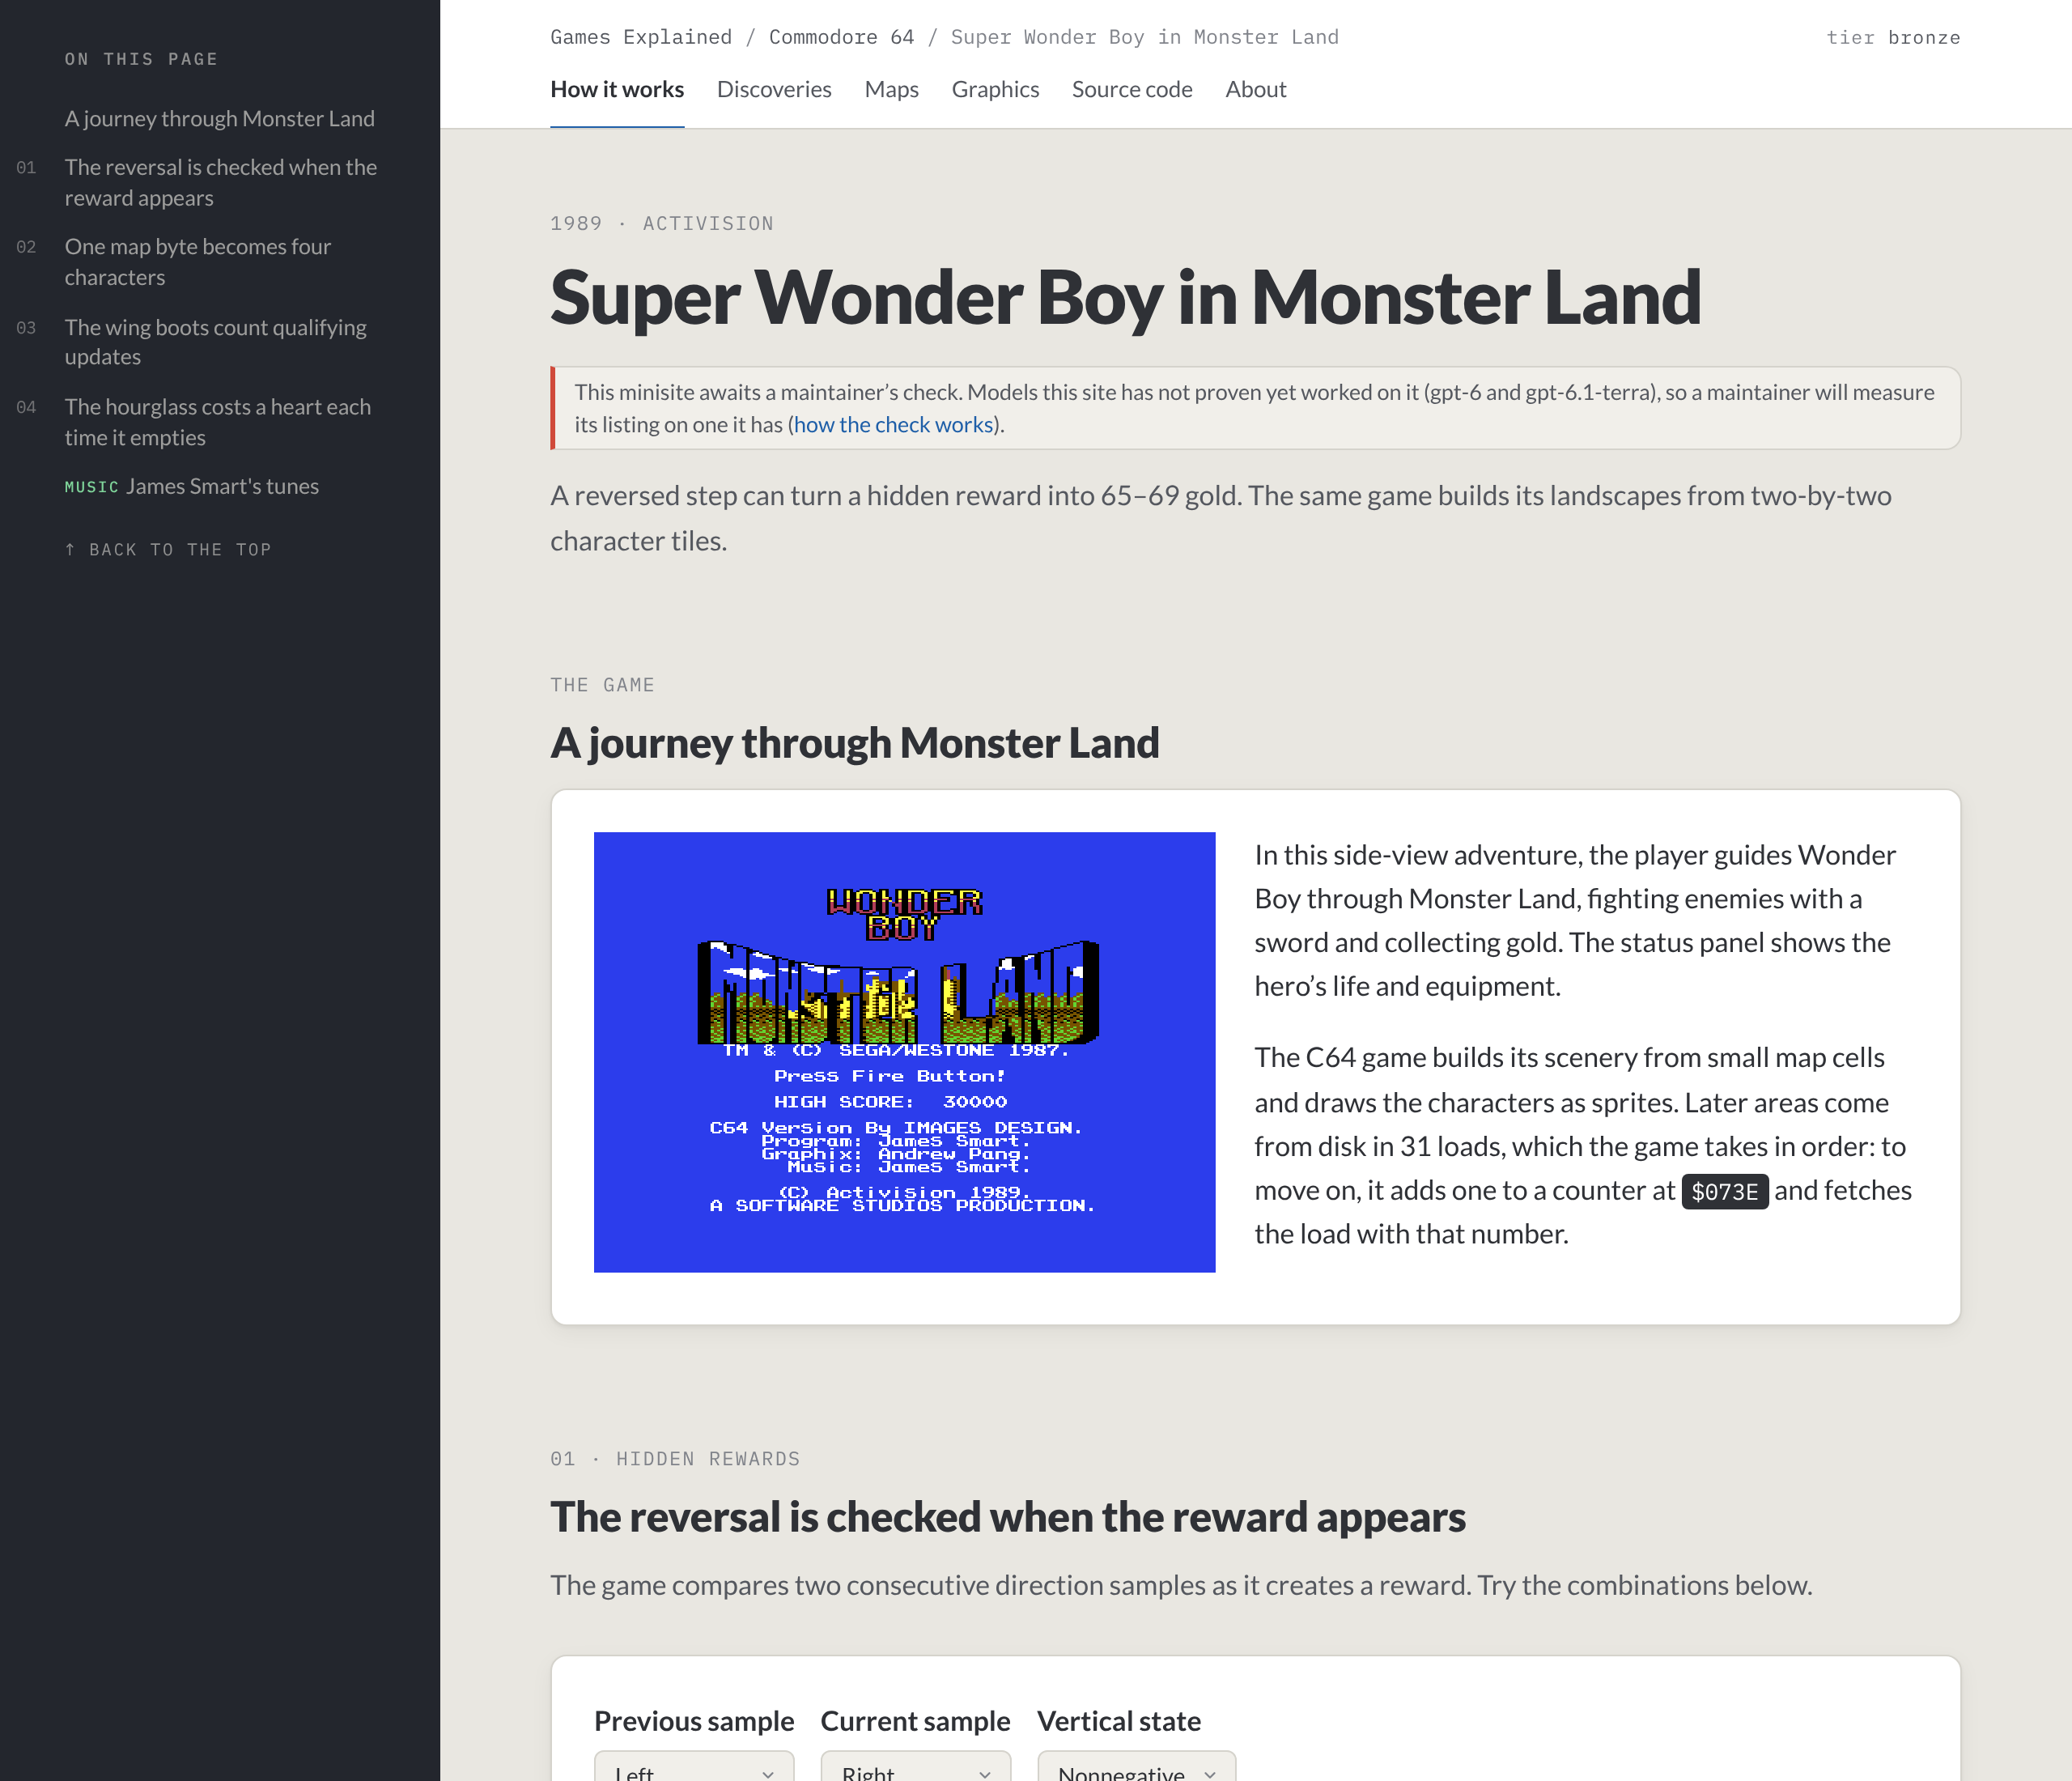 ON THIS PAGE
A journey through Monster Land
01 The reversal is checked when the
reward appears
02 One map byte becomes four
characters
03 The wing boots count qualifying
updates
04 The hourglass costs a heart each
time it empties
MUSIC James Smart's tunes
↑ BACK TO THE TOP
Games Explained / Commodore 64 / Super Wonder Boy in Monster Land
tier bronze
How it works Discoveries Maps Graphics Source code About
1989 · ACTIVISION
Super Wonder Boy in Monster Land
This minisite awaits a maintainer’s check. Models this site has not proven yet worked on it (gpt-6 and gpt-6.1-terra), so a maintainer will measure
its listing on one it has (how the check works).
A reversed step can turn a hidden reward into 65–69 gold. The same game builds its landscapes from two-by-two
character tiles.
THE GAME
A journey through Monster Land
WONDER
BOY
MONSTER LAND
TM & (C) SEGA/WESTONE 1987.
Press Fire Button!
HIGH SCORE: 30000
C64 Version By IMAGES DESIGN.
Program: James Smart.
Graphix: Andrew Pang.
Music: James Smart.
(C) Activision 1989.
A SOFTWARE STUDIOS PRODUCTION.
In this side-view adventure, the player guides Wonder
Boy through Monster Land, fighting enemies with a
sword and collecting gold. The status panel shows the
hero’s life and equipment.
The C64 game builds its scenery from small map cells
and draws the characters as sprites. Later areas come
from disk in 31 loads, which the game takes in order: to
move on, it adds one to a counter at $073E and fetches
the load with that number.
01 · HIDDEN REWARDS
The reversal is checked when the reward appears
The game compares two consecutive direction samples as it creates a reward. Try the combinations below.
Previous sample Current sample Vertical state
Left Right Nonnegative